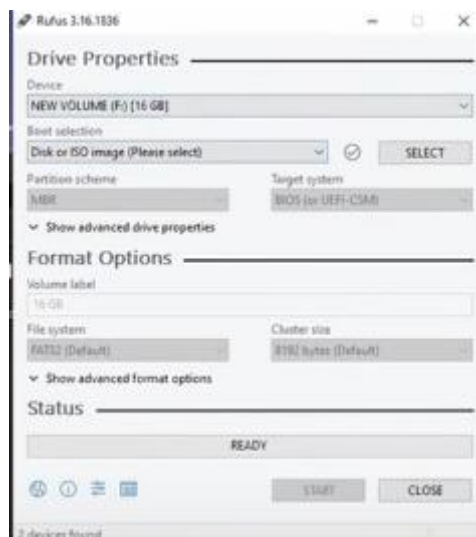 Rufus 3.16.1836
Drive Properties
Device
NEW VOLUME (F:) [16 GB]
Boot selection
Disk or ISO image (Please select)
SELECT
Partition scheme
Target system
MBR
BIOS (or UEFI-CSM)
Show advanced drive properties
Format Options
Volume label
16 GB
File system
Cluster size
FAT32 (Default)
8192 bytes (Default)
Show advanced format options
Status
READY
START
CLOSE
2 devices found